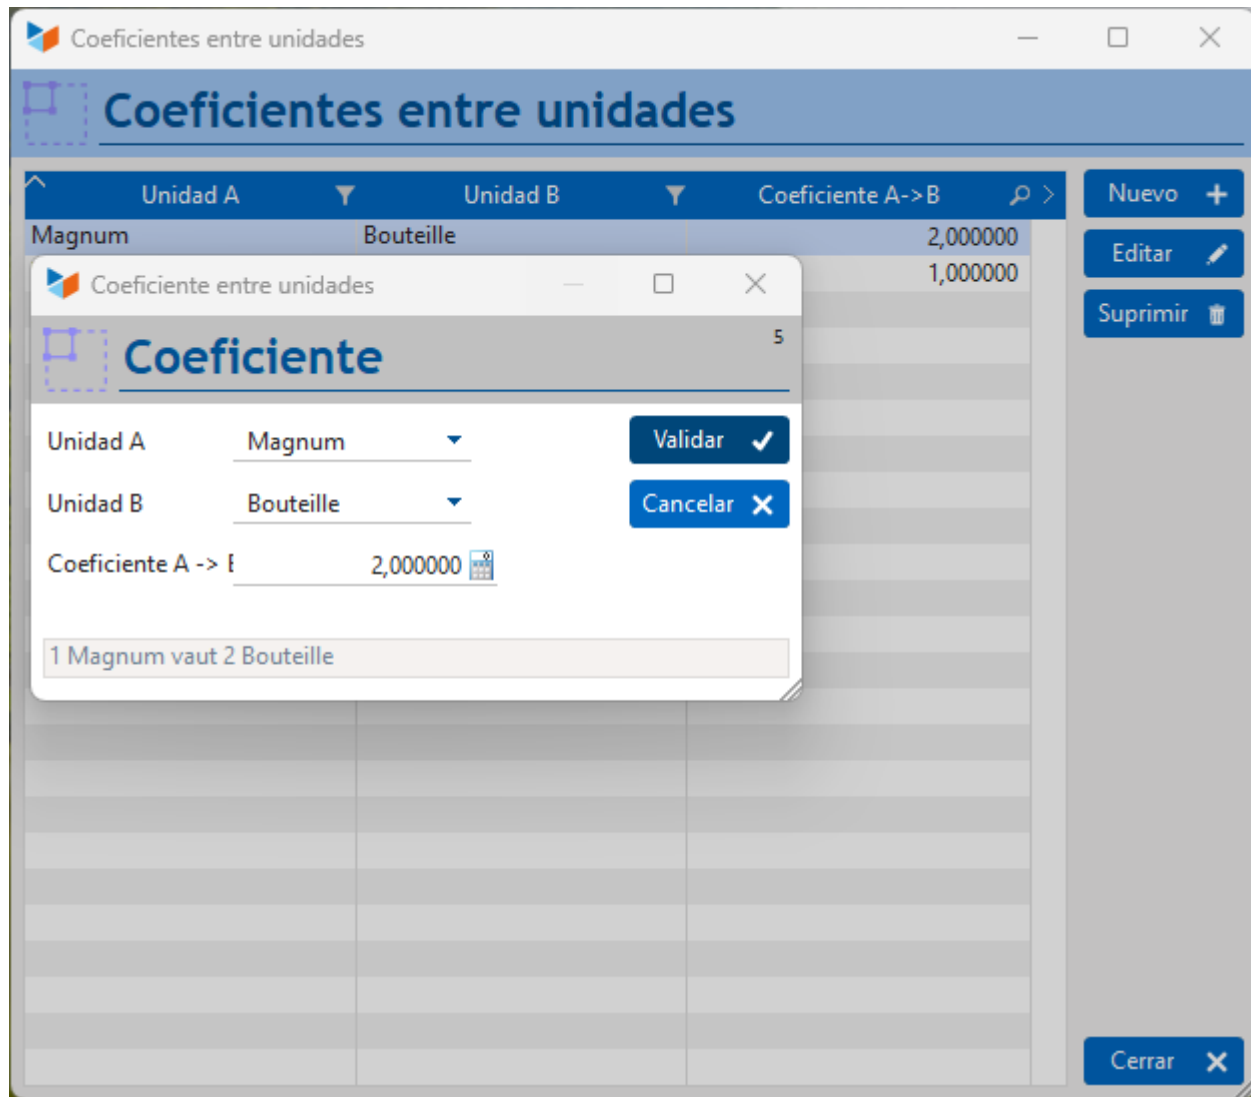 Coeficientes entre unidades
Coeficientes entre unidades
Unidad A Unidad B Coeficiente A->B
Nuevo
Magnum Bouteille 2,000000
Editar
1,000000
Suprimir
Coeficiente entre unidades
Coeficiente
5
Unidad A Magnum
Validar
Unidad B Bouteille
Cancelar
Coeficiente A -> 2,000000
1 Magnum vaut 2 Bouteille
Cerrar